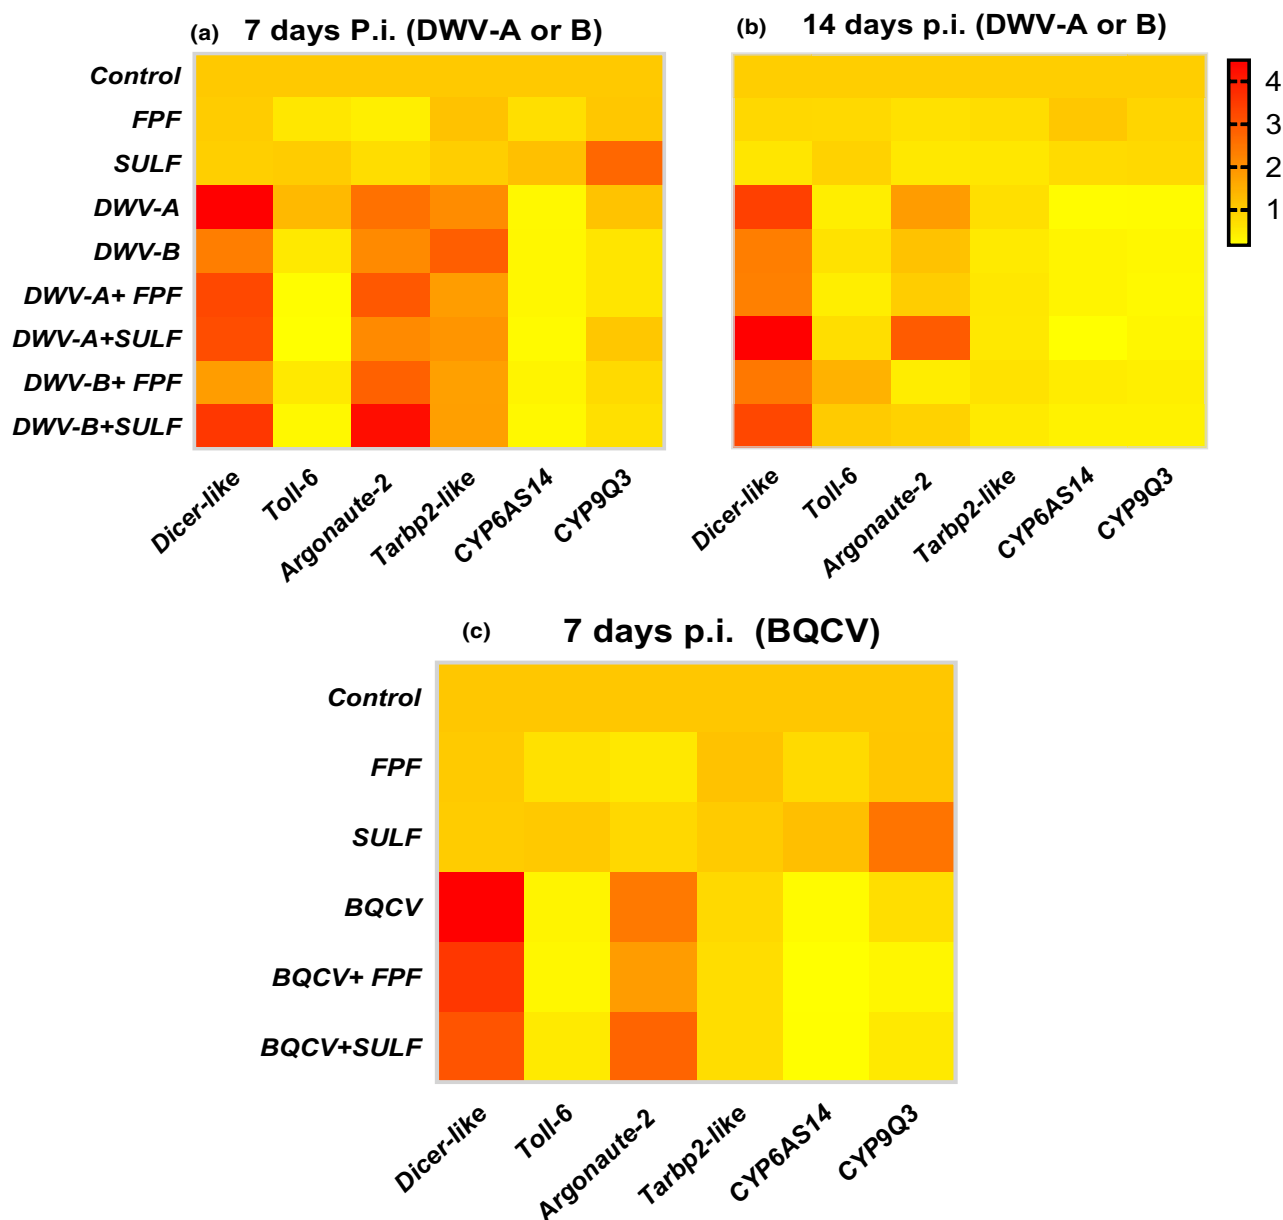 (a) 7 days P.i. (DWV-A or B)
(b) 14 days p.i. (DWV-A or B)
Control
FPF
SULF
DWV-A
DWV-B
DWV-A+ FPF
DWV-A+SULF
DWV-B+ FPF
DWV-B+SULF
4
3
2
1
Dicer-like
Toll-6
Argonaute-2
Tarbp2-like
CYP6AS14
CYP9Q3
Dicer-like
Toll-6
Argonaute-2
Tarbp2-like
CYP6AS14
CYP9Q3
(c) 7 days p.i. (BQCV)
Control
FPF
SULF
BQCV
BQCV+ FPF
BQCV+SULF
Dicer-like
Toll-6
Argonaute-2
Tarbp2-like
CYP6AS14
CYP9Q3